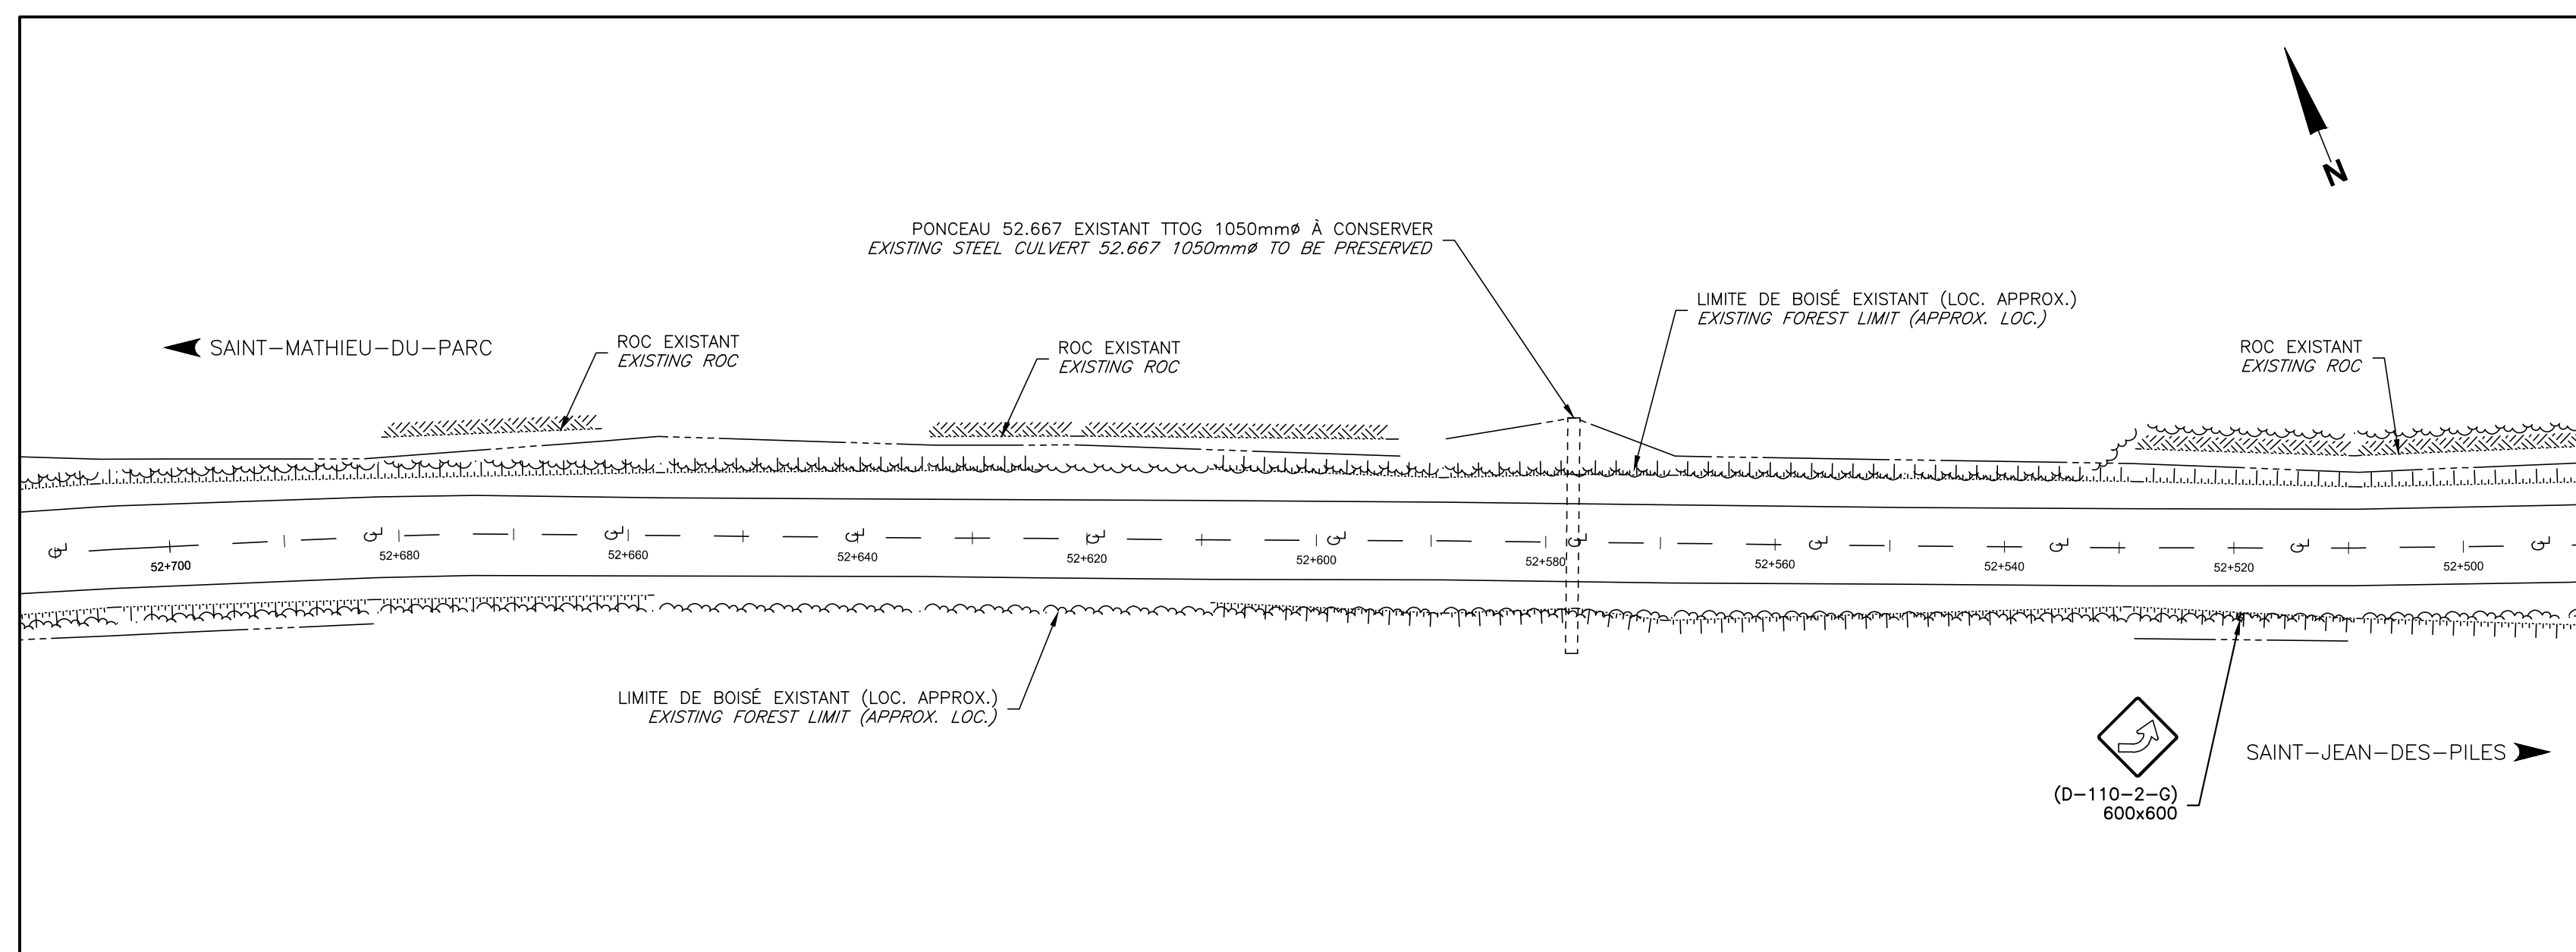 N
PONCEAU 52.667 EXISTANT TTOG 1050mmø À CONSERVER
EXISTING STEEL CULVERT 52.667 1050mmø TO BE PRESERVED
LIMITE DE BOISÉ EXISTANT (LOC. APPROX.)
EXISTING FOREST LIMIT (APPROX. LOC.)
SAINT-MATHIEU-DU-PARC
ROC EXISTANT
EXISTING ROC
ROC EXISTANT
EXISTING ROC
ROC EXISTANT
EXISTING ROC
52+700
52+680
52+660
52+640
52+620
52+600
52+580
52+560
52+540
52+520
52+500
LIMITE DE BOISÉ EXISTANT (LOC. APPROX.)
EXISTING FOREST LIMIT (APPROX. LOC.)
SAINT-JEAN-DES-PILES
(D-110-2-G)
600x600